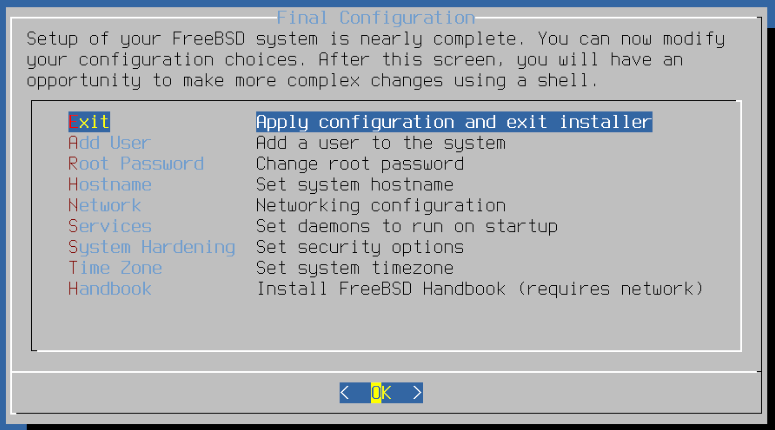 Final Configuration
Setup of your FreeBSD system is nearly complete. You can now modify
your configuration choices. After this screen, you will have an
opportunity to make more complex changes using a shell.
Exit Apply configuration and exit installer
Add User Add a user to the system
Root Password Change root password
Hostname Set system hostname
Network Networking configuration
Services Set daemons to run on startup
System Hardening Set security options
Time Zone Set system timezone
Handbook Install FreeBSD Handbook (requires network)
< OK >